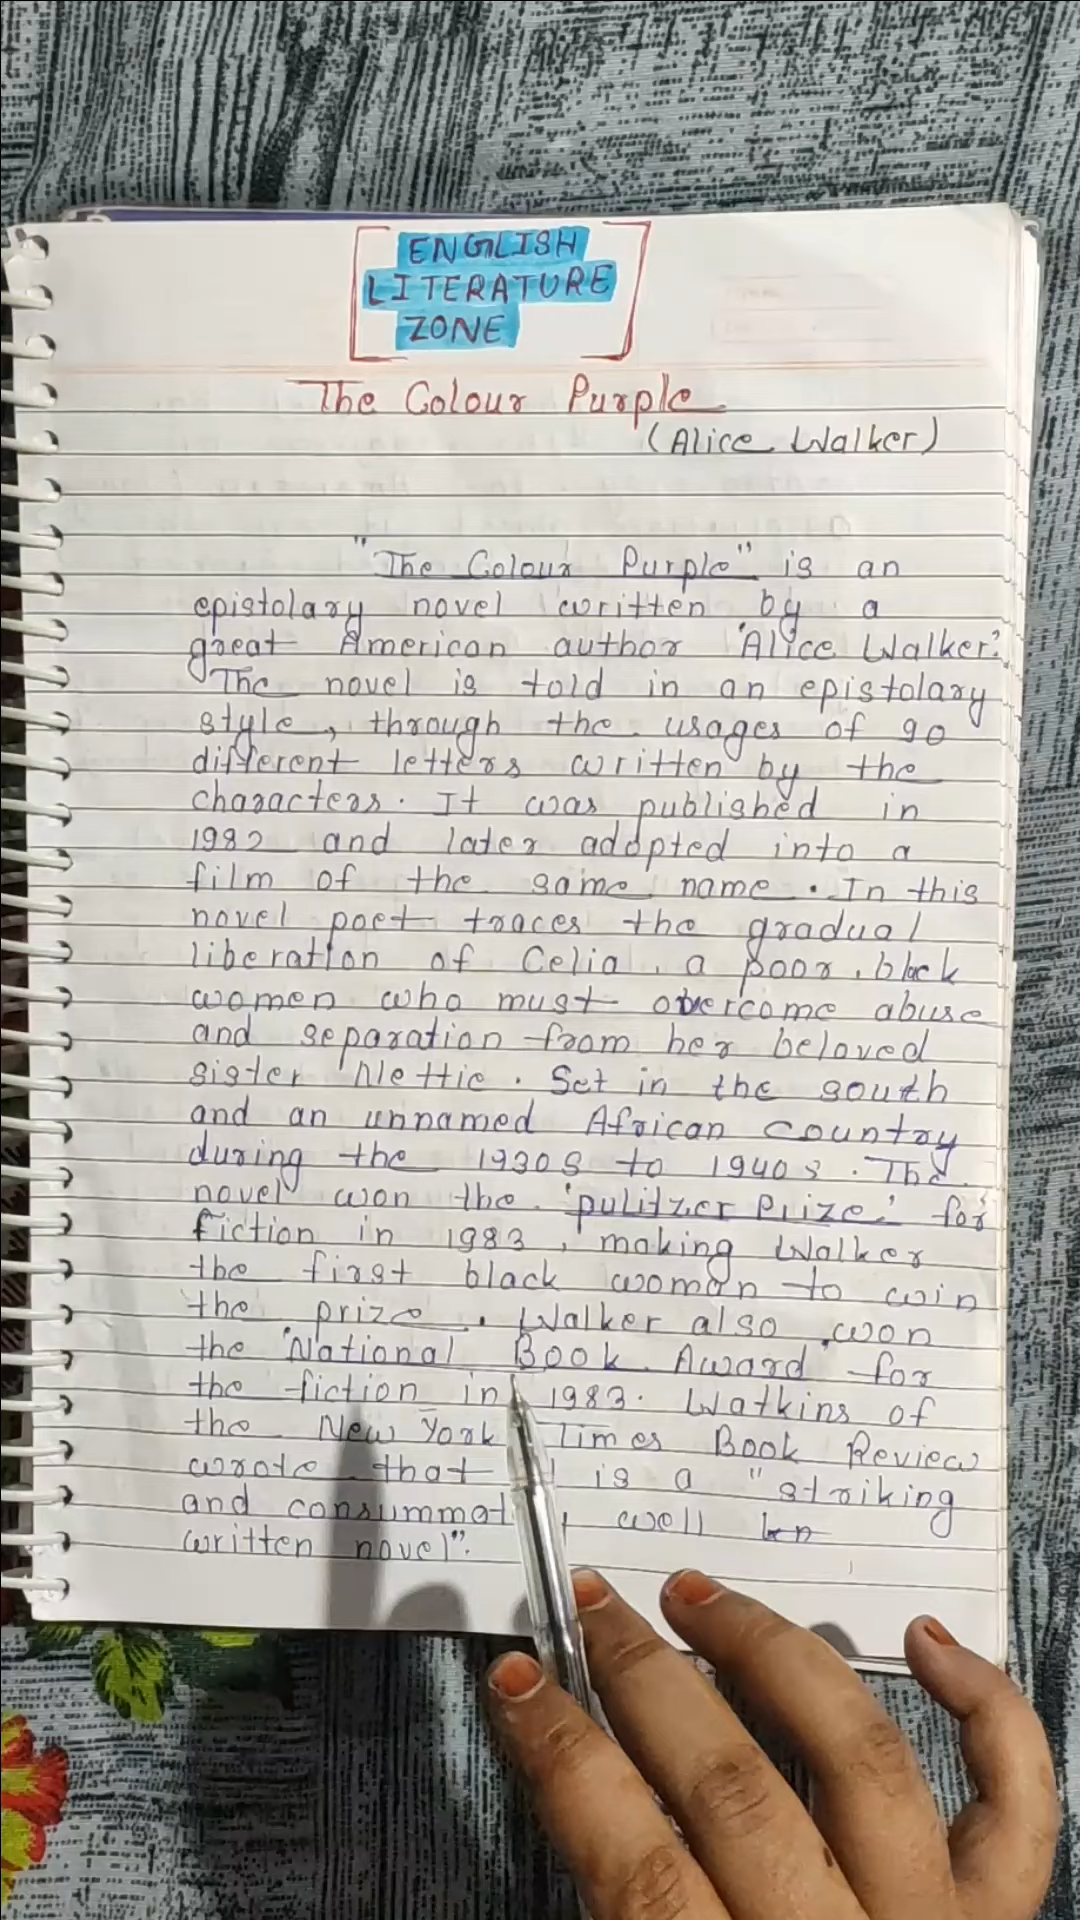 ENGLISH
LITERATURE
ZONE
The Colour Purple
(Alice Walker)
"The Colour Purple" is an
epistolary novel written by a
great American author 'Alice Walker'.
The novel is told in an epistolary
style, through the usages of 90
different letters written by the
characters. It was published in
1982 and later adopted into a
film of the same name. In this
novel poet traces the gradual
liberation of Celia, a poor, black
women who must overcome abuse
and separation from her beloved
sister Nettie. Set in the south
and an unnamed African country
during the 1930s to 1940s. The
novel won the 'pulitzer Prize' for
fiction in 1983, making Walker
the first black woman to win
the prize. Walker also won
the 'National Book Award' for
the fiction in 1983. Watkins of
the New York Times Book Review
wrote that is a "striking
and consummat, well
written novel".